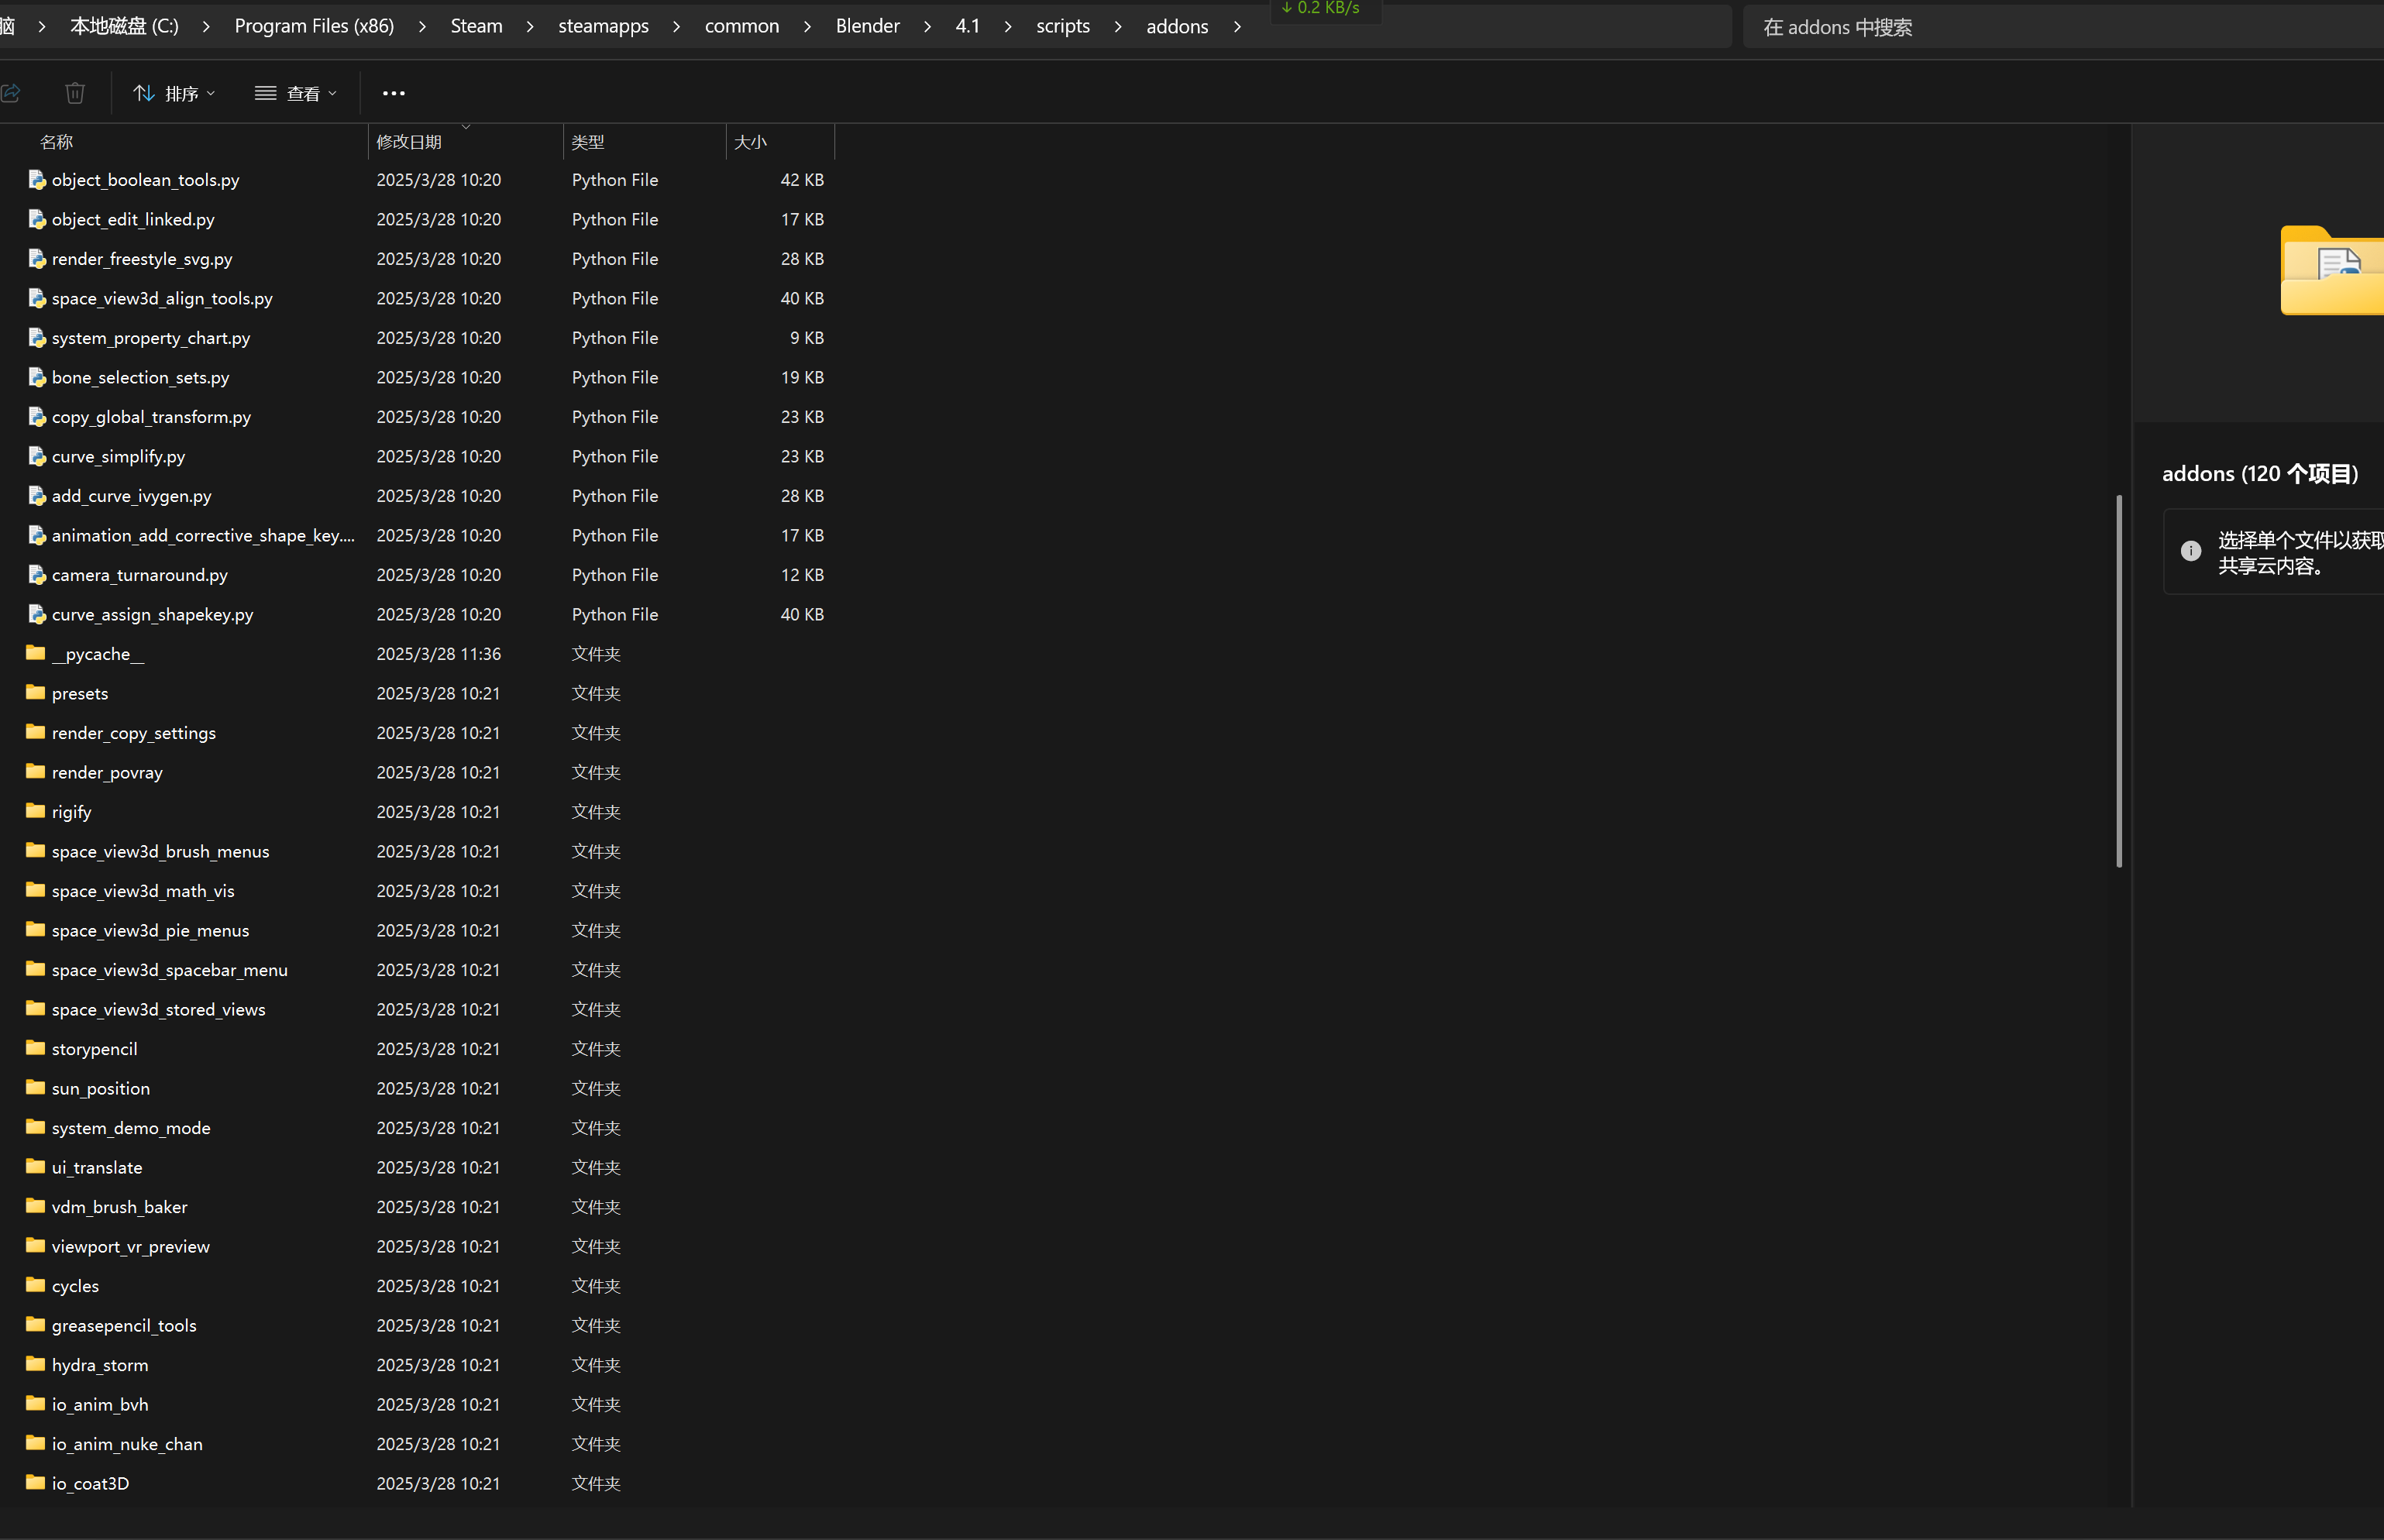 ↓ 0.2 KB/s
脑 › 本地磁盘 (C:) › Program Files (x86) › Steam › steamapps › common › Blender › 4.1 › scripts › addons ›
在 addons 中搜索
排序 查看 •••
名称 修改日期 类型 大小
object_boolean_tools.py 2025/3/28 10:20 Python File 42 KB
object_edit_linked.py 2025/3/28 10:20 Python File 17 KB
render_freestyle_svg.py 2025/3/28 10:20 Python File 28 KB
space_view3d_align_tools.py 2025/3/28 10:20 Python File 40 KB
system_property_chart.py 2025/3/28 10:20 Python File 9 KB
bone_selection_sets.py 2025/3/28 10:20 Python File 19 KB
copy_global_transform.py 2025/3/28 10:20 Python File 23 KB
curve_simplify.py 2025/3/28 10:20 Python File 23 KB
add_curve_ivygen.py 2025/3/28 10:20 Python File 28 KB
animation_add_corrective_shape_key.... 2025/3/28 10:20 Python File 17 KB
camera_turnaround.py 2025/3/28 10:20 Python File 12 KB
curve_assign_shapekey.py 2025/3/28 10:20 Python File 40 KB
__pycache__ 2025/3/28 11:36 文件夹
presets 2025/3/28 10:21 文件夹
render_copy_settings 2025/3/28 10:21 文件夹
render_povray 2025/3/28 10:21 文件夹
rigify 2025/3/28 10:21 文件夹
space_view3d_brush_menus 2025/3/28 10:21 文件夹
space_view3d_math_vis 2025/3/28 10:21 文件夹
space_view3d_pie_menus 2025/3/28 10:21 文件夹
space_view3d_spacebar_menu 2025/3/28 10:21 文件夹
space_view3d_stored_views 2025/3/28 10:21 文件夹
storypencil 2025/3/28 10:21 文件夹
sun_position 2025/3/28 10:21 文件夹
system_demo_mode 2025/3/28 10:21 文件夹
ui_translate 2025/3/28 10:21 文件夹
vdm_brush_baker 2025/3/28 10:21 文件夹
viewport_vr_preview 2025/3/28 10:21 文件夹
cycles 2025/3/28 10:21 文件夹
greasepencil_tools 2025/3/28 10:21 文件夹
hydra_storm 2025/3/28 10:21 文件夹
io_anim_bvh 2025/3/28 10:21 文件夹
io_anim_nuke_chan 2025/3/28 10:21 文件夹
io_coat3D 2025/3/28 10:21 文件夹
addons (120 个项目)
选择单个文件以获取
共享云内容。